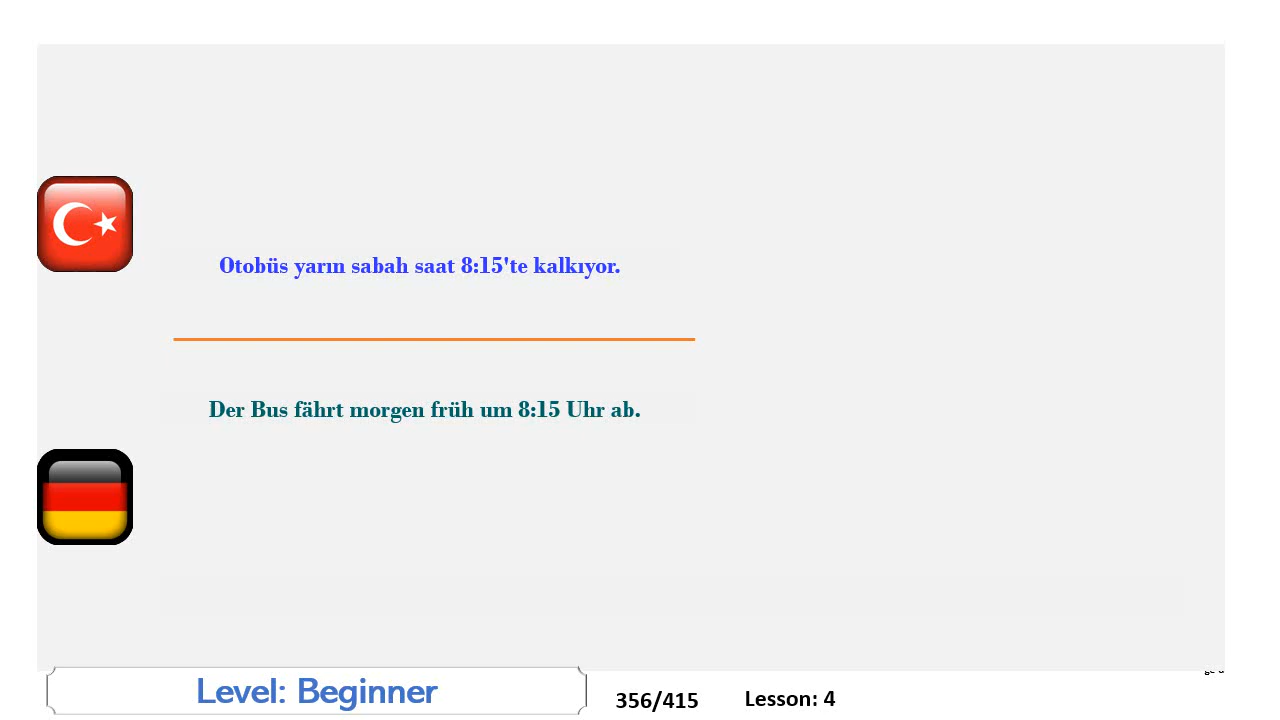 Otobüs yarın sabah saat 8:15'te kalkıyor.
Der Bus fährt morgen früh um 8:15 Uhr ab.
Level: Beginner
356/415
Lesson: 4